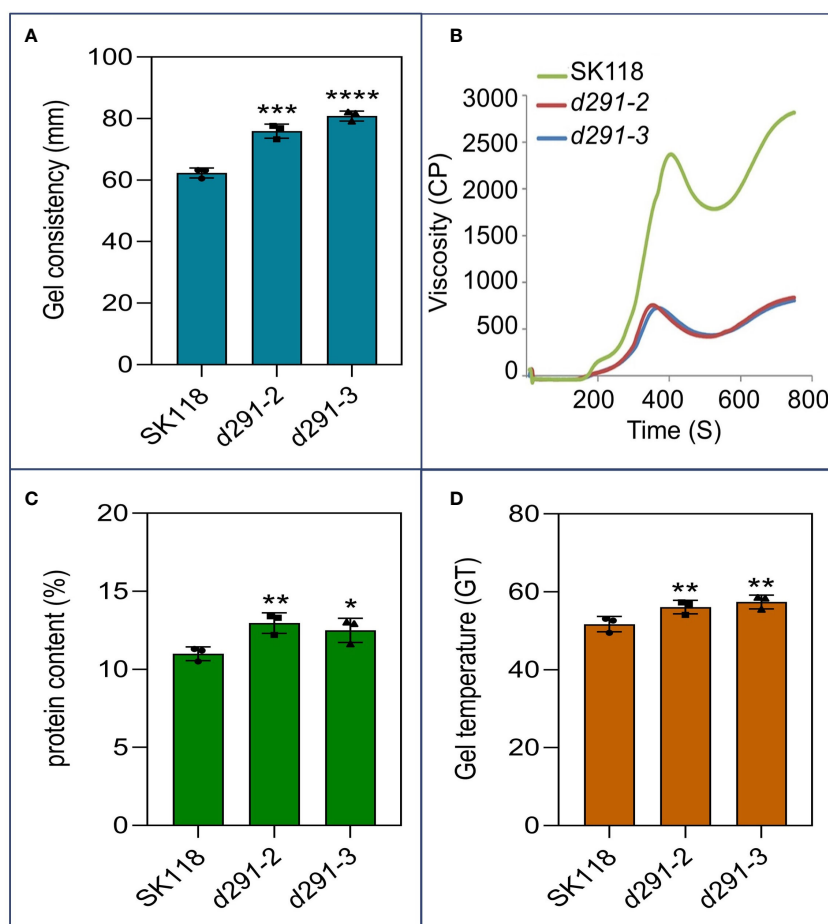 A
Gel consistency (mm)
100
80
60
40
20
0
***
****
SK118
d291-2
d291-3
B
SK118
d291-2
d291-3
Viscosity (CP)
3000
2500
2000
1500
1000
500
0
200 400 600 800
Time (S)
C
protein content (%)
20
15
10
5
0
**
*
SK118
d291-2
d291-3
D
Gel temperature (GT)
80
60
40
20
0
**
**
SK118
d291-2
d291-3